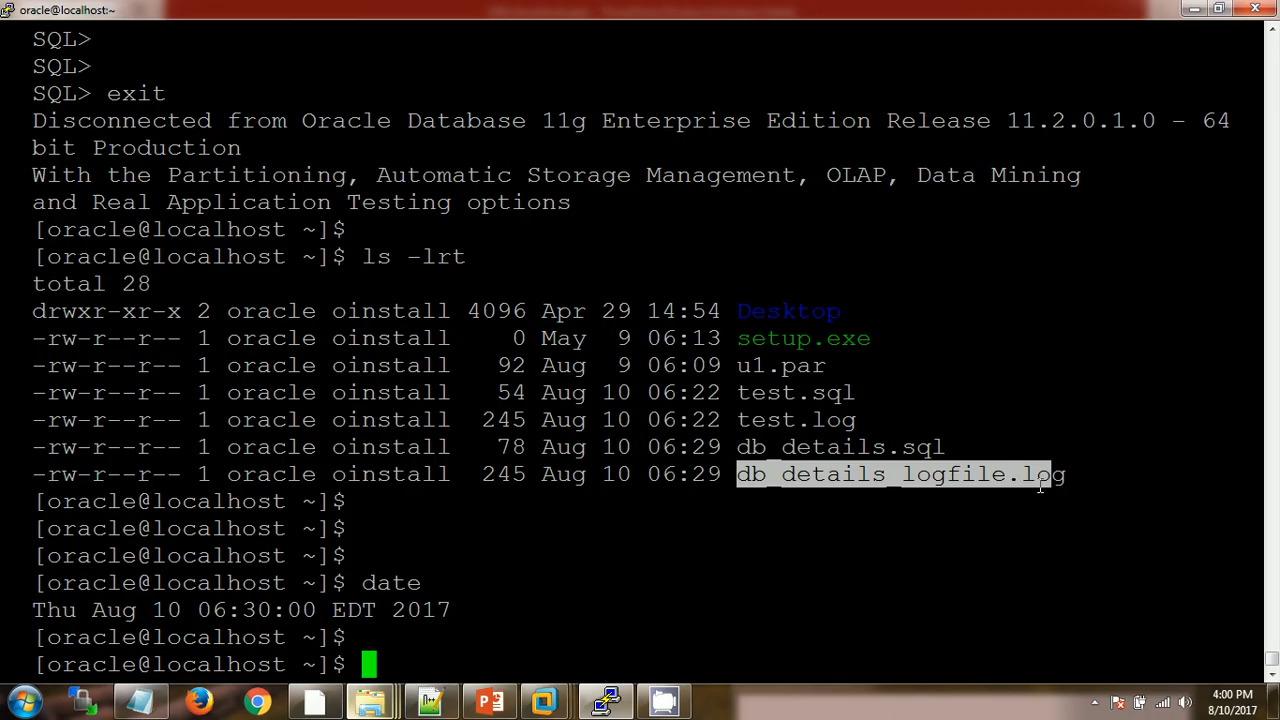 oracle@localhost:~
SQL>
SQL>
SQL> exit
Disconnected from Oracle Database 11g Enterprise Edition Release 11.2.0.1.0 - 64
bit Production
With the Partitioning, Automatic Storage Management, OLAP, Data Mining
and Real Application Testing options
[oracle@localhost ~]$
[oracle@localhost ~]$ ls -lrt
total 28
drwxr-xr-x 2 oracle oinstall 4096 Apr 29 14:54 Desktop
-rw-r--r-- 1 oracle oinstall    0 May  9 06:13 setup.exe
-rw-r--r-- 1 oracle oinstall   92 Aug  9 06:09 u1.par
-rw-r--r-- 1 oracle oinstall   54 Aug 10 06:22 test.sql
-rw-r--r-- 1 oracle oinstall  245 Aug 10 06:22 test.log
-rw-r--r-- 1 oracle oinstall   78 Aug 10 06:29 db_details.sql
-rw-r--r-- 1 oracle oinstall  245 Aug 10 06:29 db_details_logfile.log
[oracle@localhost ~]$
[oracle@localhost ~]$
[oracle@localhost ~]$
[oracle@localhost ~]$ date
Thu Aug 10 06:30:00 EDT 2017
[oracle@localhost ~]$
[oracle@localhost ~]$
4:00 PM
8/10/2017